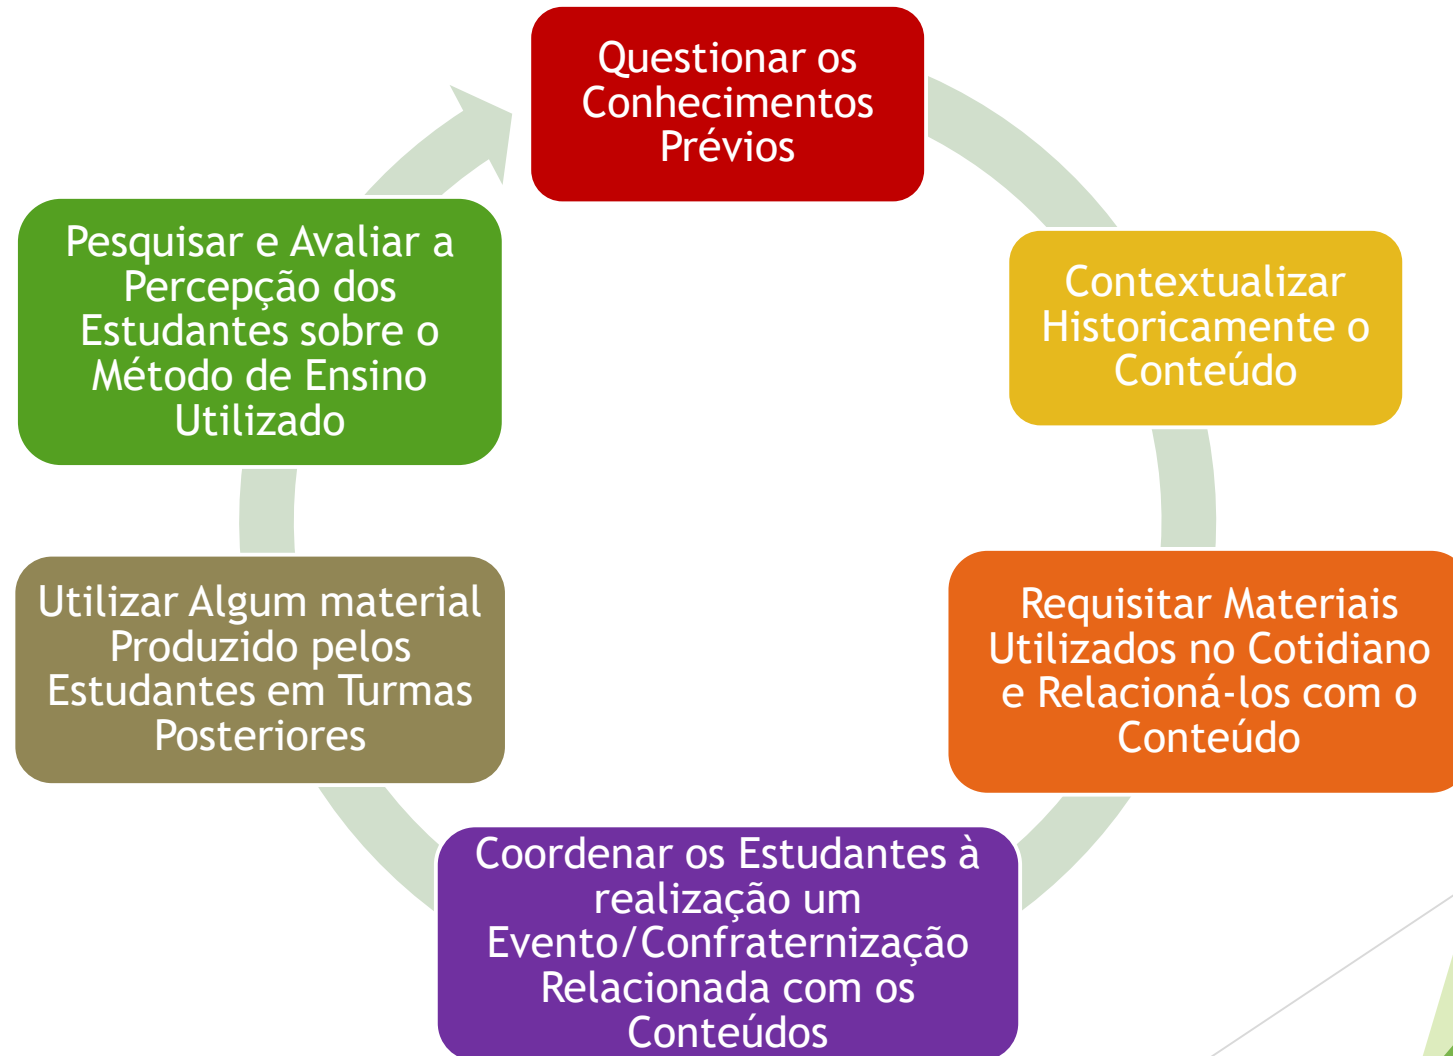 Questionar os
Conhecimentos
Prévios
Contextualizar
Historicamente o
Conteúdo
Requisitar Materiais
Utilizados no Cotidiano
e Relacioná-los com o
Conteúdo
Coordenar os Estudantes à
realização um
Evento/Confraternização
Relacionada com os
Conteúdos
Utilizar Algum material
Produzido pelos
Estudantes em Turmas
Posteriores
Pesquisar e Avaliar a
Percepção dos
Estudantes sobre o
Método de Ensino
Utilizado